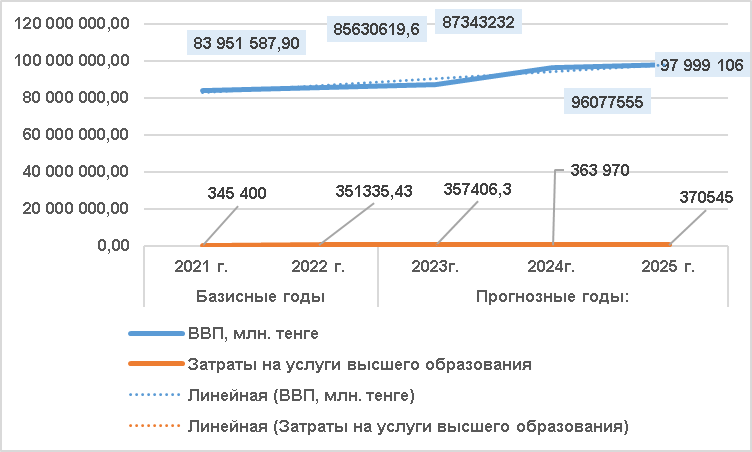 120 000 000,00
100 000 000,00
80 000 000,00
60 000 000,00
40 000 000,00
20 000 000,00
0,00
83 951 587,90
85630619,6
87343232
96077555
97 999 106
345 400
351335,43
357406,3
363 970
370545
2021 г.
2022 г.
2023г.
2024г.
2025 г.
Базисные годы
Прогнозные годы:
ВВП, млн. тенге
Затраты на услуги высшего образования
Линейная (ВВП, млн. тенге)
Линейная (Затраты на услуги высшего образования)